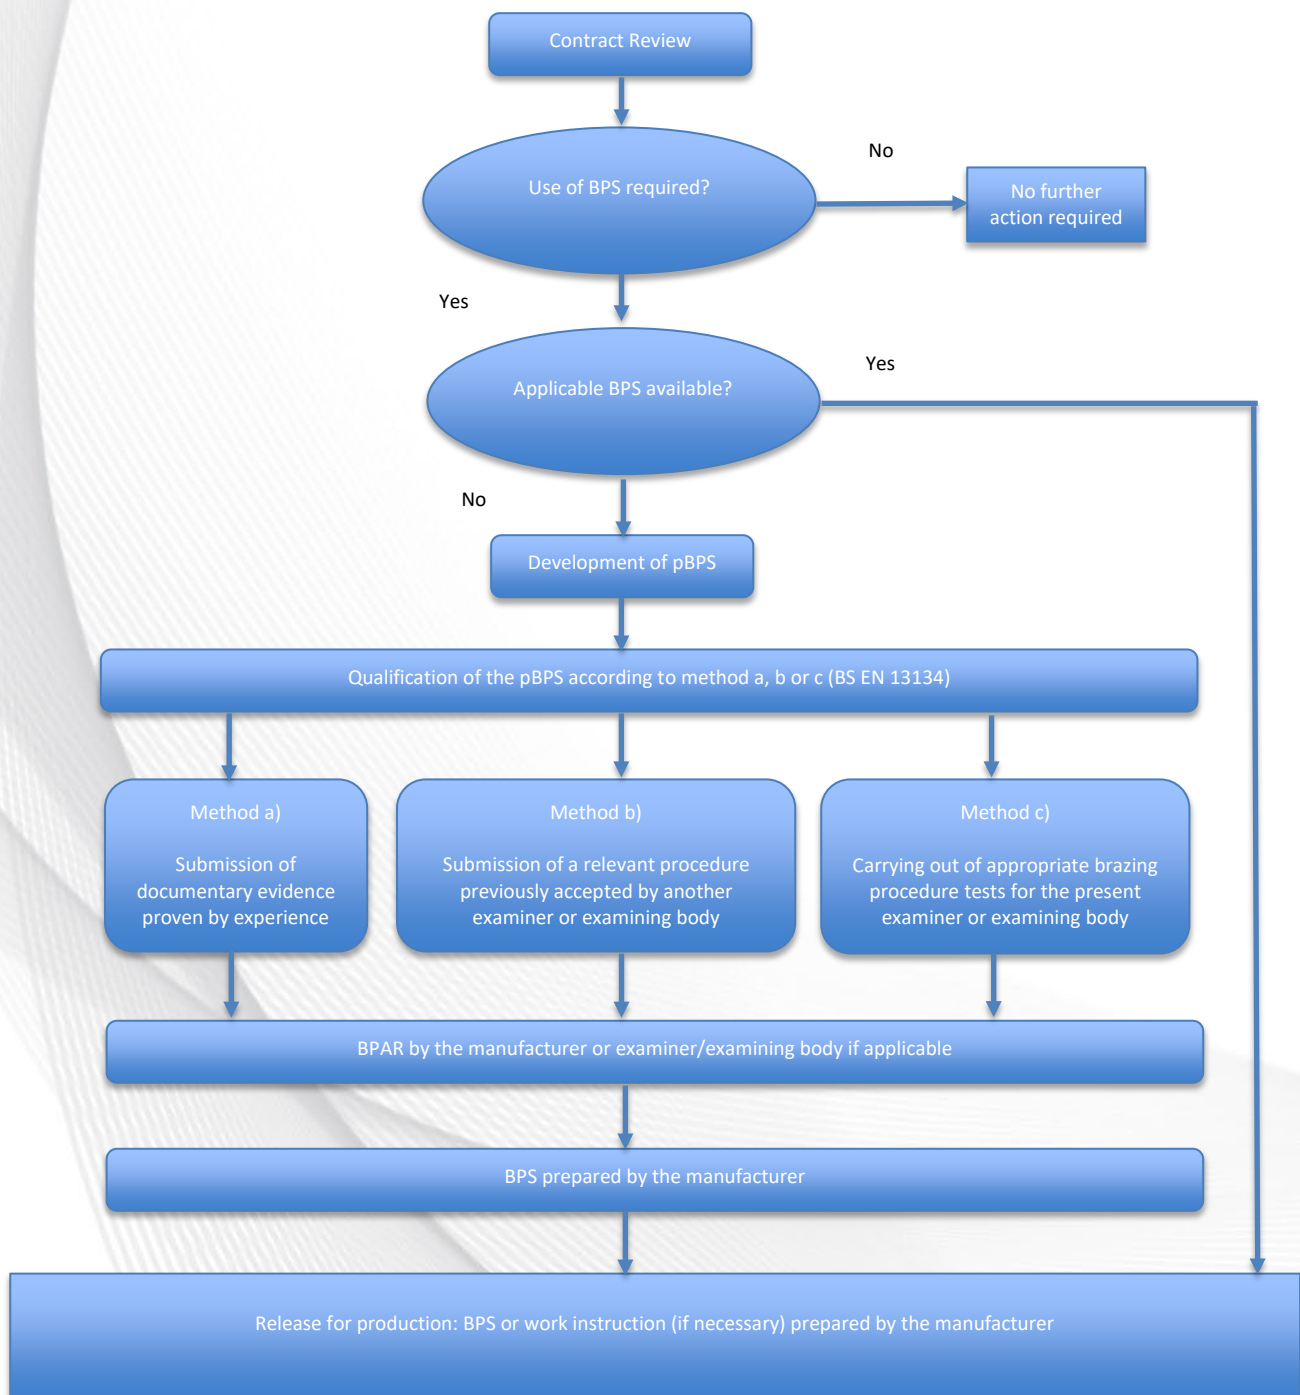 Contract Review
Use of BPS required?
No
No further
action required
Yes
Applicable BPS available?
Yes
No
Development of pBPS
Qualification of the pBPS according to method a, b or c (BS EN 13134)
Method a)
Submission of
documentary evidence
proven by experience
Method b)
Submission of a relevant procedure
previously accepted by another
examiner or examining body
Method c)
Carrying out of appropriate brazing
procedure tests for the present
examiner or examining body
BPAR by the manufacturer or examiner/examining body if applicable
BPS prepared by the manufacturer
Release for production: BPS or work instruction (if necessary) prepared by the manufacturer